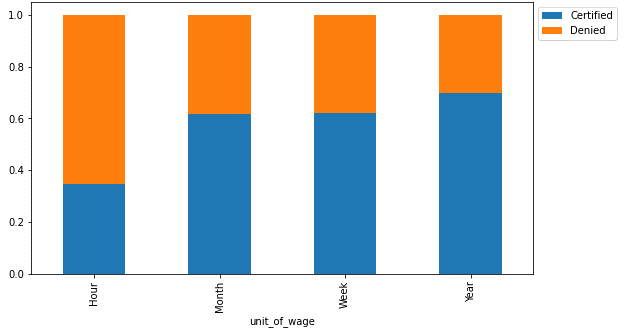 1.0
0.8
0.6
0.4
0.2
0.0
Hour
Month
Week
Year
unit_of_wage
Certified
Denied